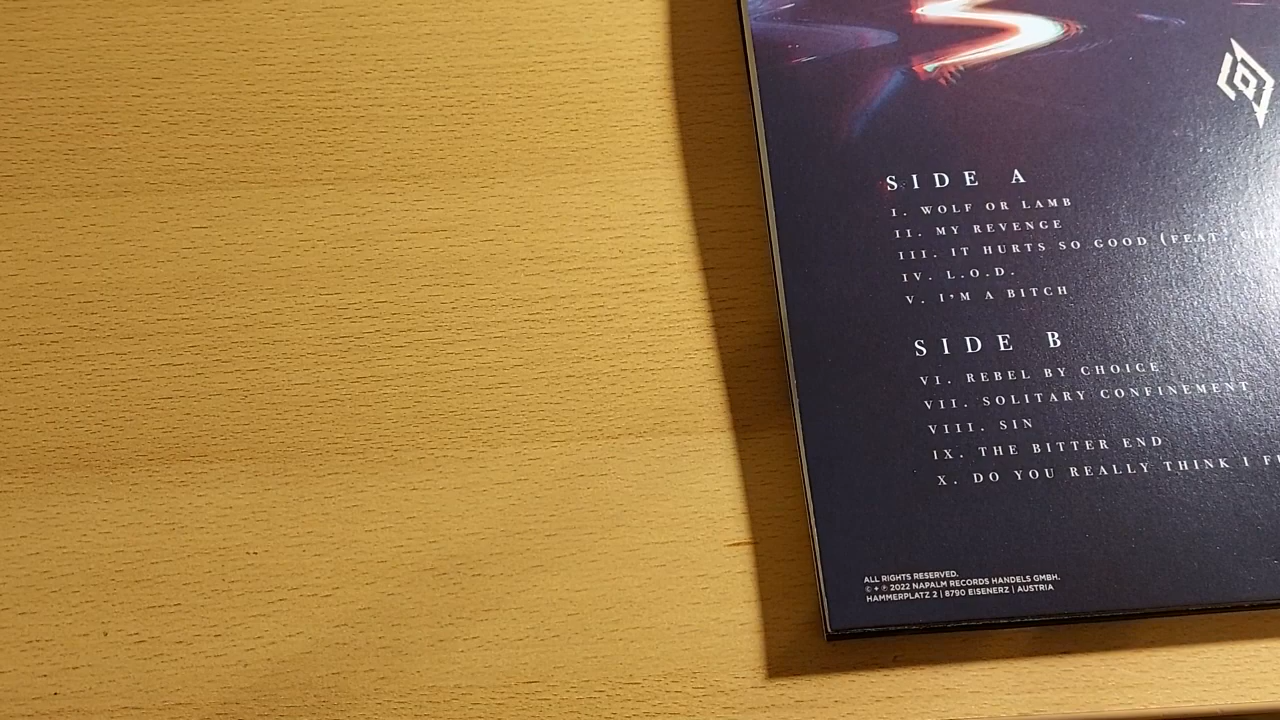 SIDE A
I. WOLF OR LAMB
II. MY REVENGE
III. IT HURTS SO GOOD (FEAT.
IV. L.O.D.
V. I'M A BITCH
SIDE B
VI. REBEL BY CHOICE
VII. SOLITARY CONFINEMENT
VIII. SIN
IX. THE BITTER END
X. DO YOU REALLY THINK I
ALL RIGHTS RESERVED.
© + ℗ 2022 NAPALM RECORDS HANDELS GMBH.
HAMMERPLATZ 2 | 8790 EISENERZ | AUSTRIA